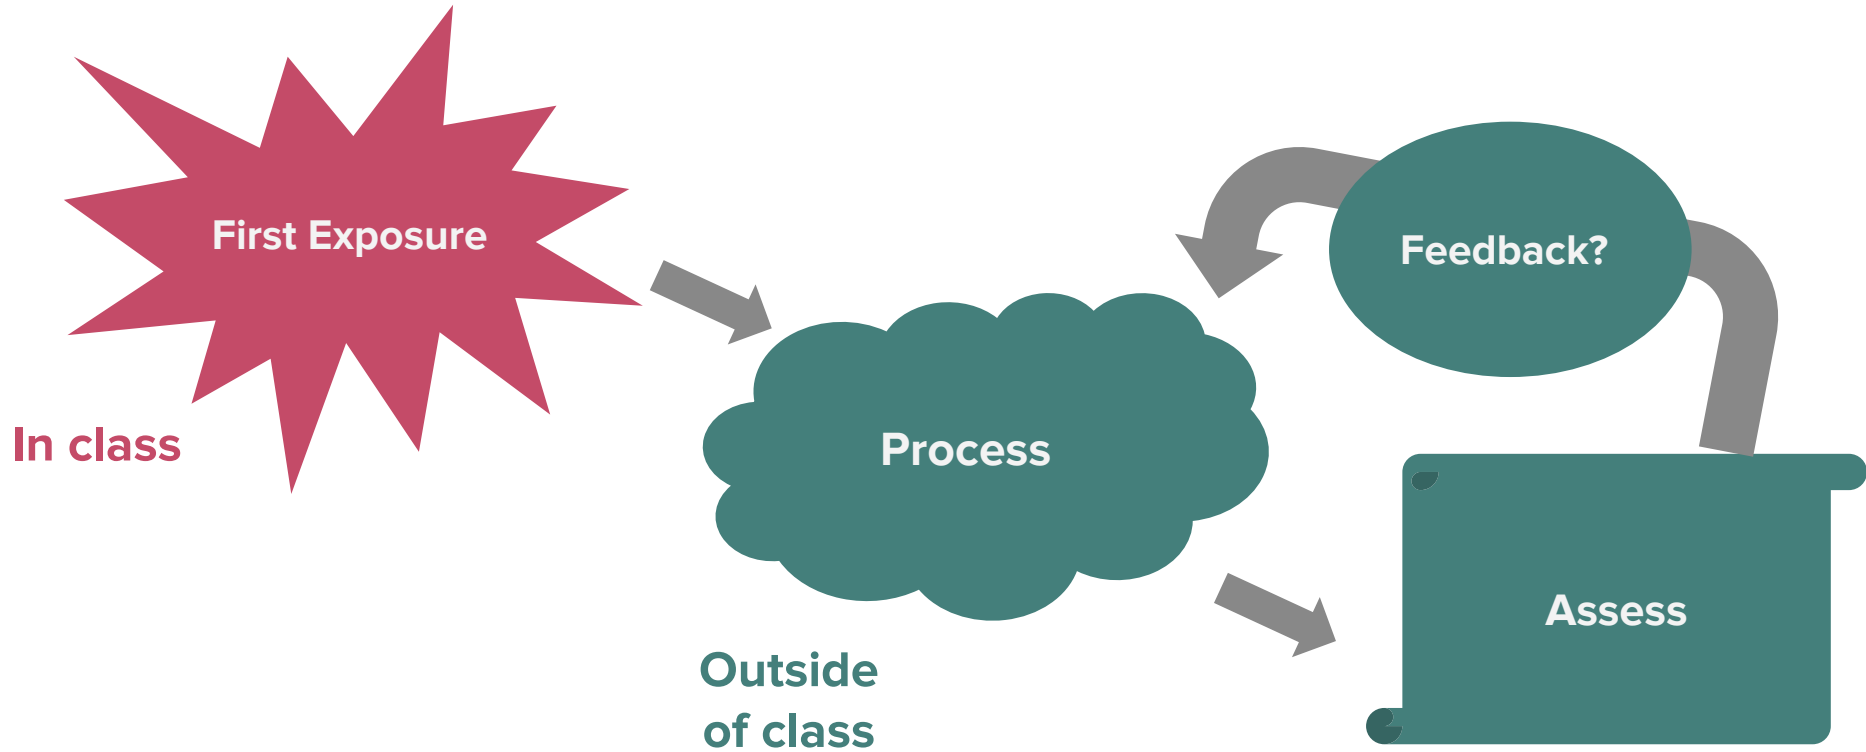 First Exposure
Feedback?
In class
Process
Assess
Outside
of class